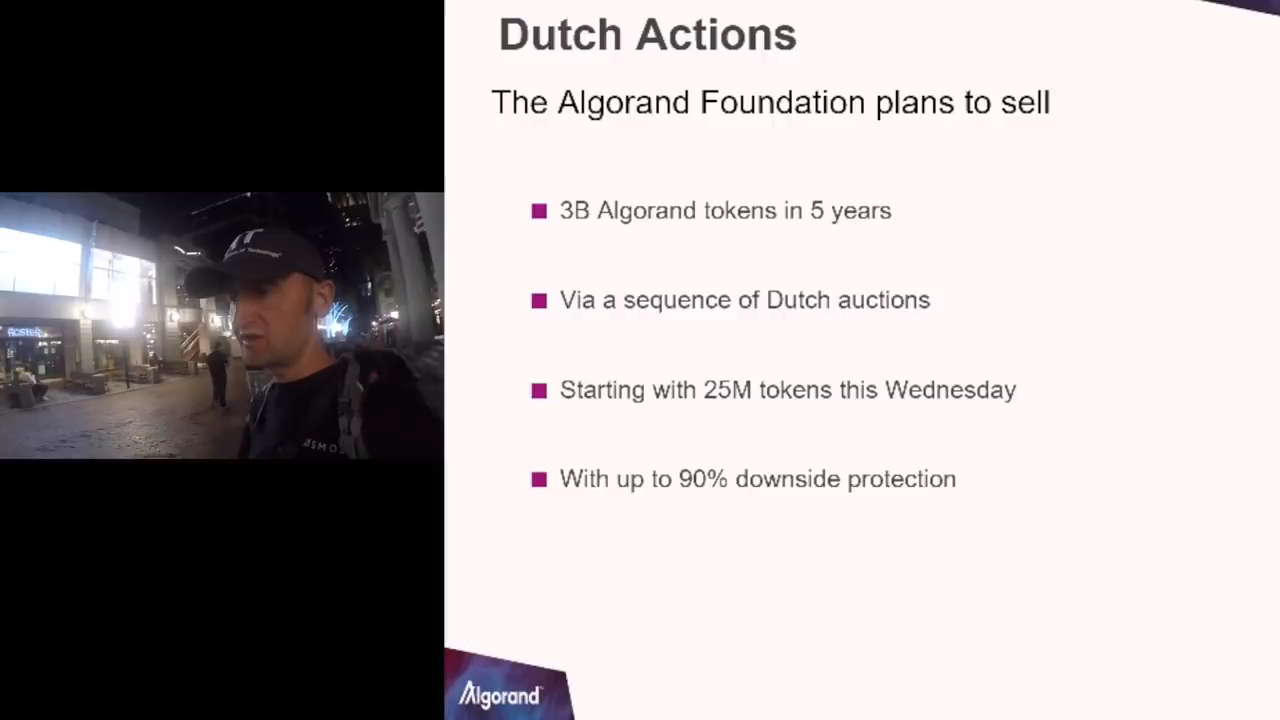 Dutch Actions
The Algorand Foundation plans to sell
3B Algorand tokens in 5 years
Via a sequence of Dutch auctions
Starting with 25M tokens this Wednesday
With up to 90% downside protection
Algorand